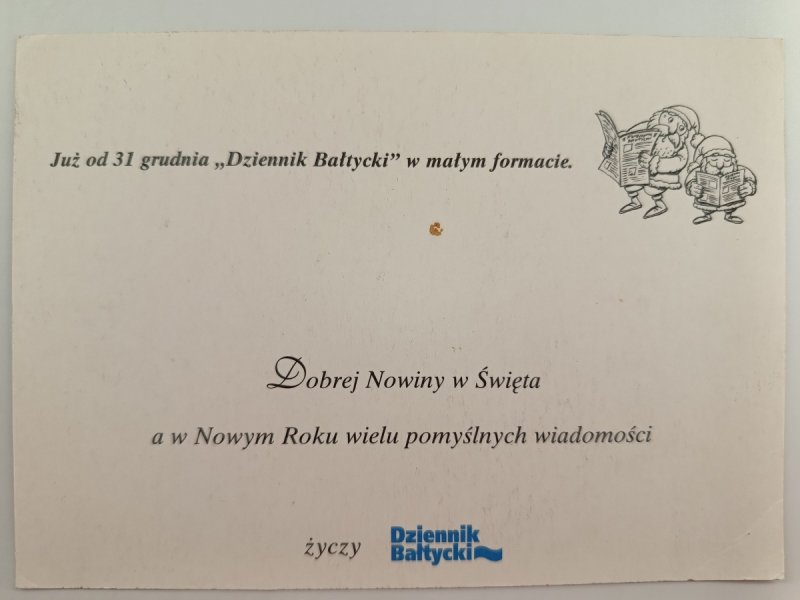 Już od 31 grudnia „Dziennik Bałtycki” w małym formacie.
Dobrej Nowiny w Święta
a w Nowym Roku wielu pomyślnych wiadomości
życzy
Dziennik
Bałtycki